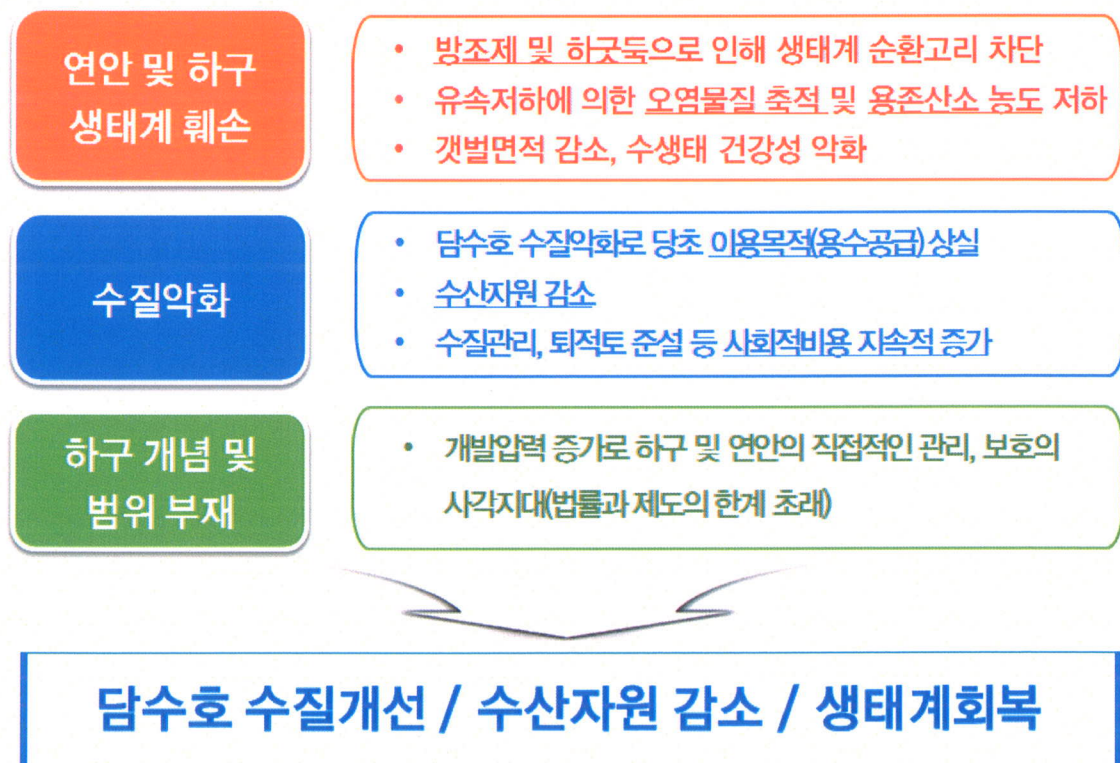 연안 및 하구
생태계 훼손
• 방조제 및 하굿둑으로 인해 생태계 순환고리 차단
• 유속저하에 의한 오염물질 축적 및 용존산소 농도 저하
• 갯벌면적 감소, 수생태 건강성 악화
수질악화
• 담수호 수질악화로 당초 이용목적(용수공급) 상실
• 수산자원 감소
• 수질관리, 퇴적토 준설 등 사회적비용 지속적 증가
하구 개념 및
범위 부재
• 개발압력 증가로 하구 및 연안의 직접적인 관리, 보호의
사각지대(법률과 제도의 한계 초래)
담수호 수질개선 / 수산자원 감소 / 생태계회복